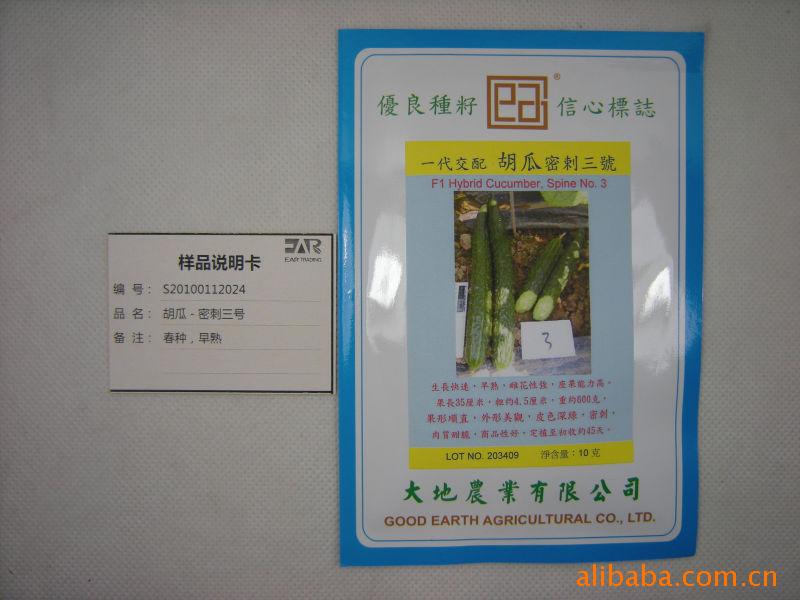 样品说明卡
EAR
EAR TRADING
编 号： S20100112024
品 名： 胡瓜 - 密刺三号
备 注： 春种，早熟
優良種籽
ea
®
信心標誌
一代交配 胡瓜密刺三號
F1 Hybrid Cucumber, Spine No. 3
3
生長快速，早熟，雌花性強，座果能力高。
果長35厘米，粗約4.5厘米，重約600克，
果形順直，外形美觀，皮色深綠，密刺，
肉質甜脆，商品性好，定植至初收約45天。
LOT NO. 203409 淨含量：10 克
大地農業有限公司
GOOD EARTH AGRICULTURAL CO., LTD.
alibaba.com.cn